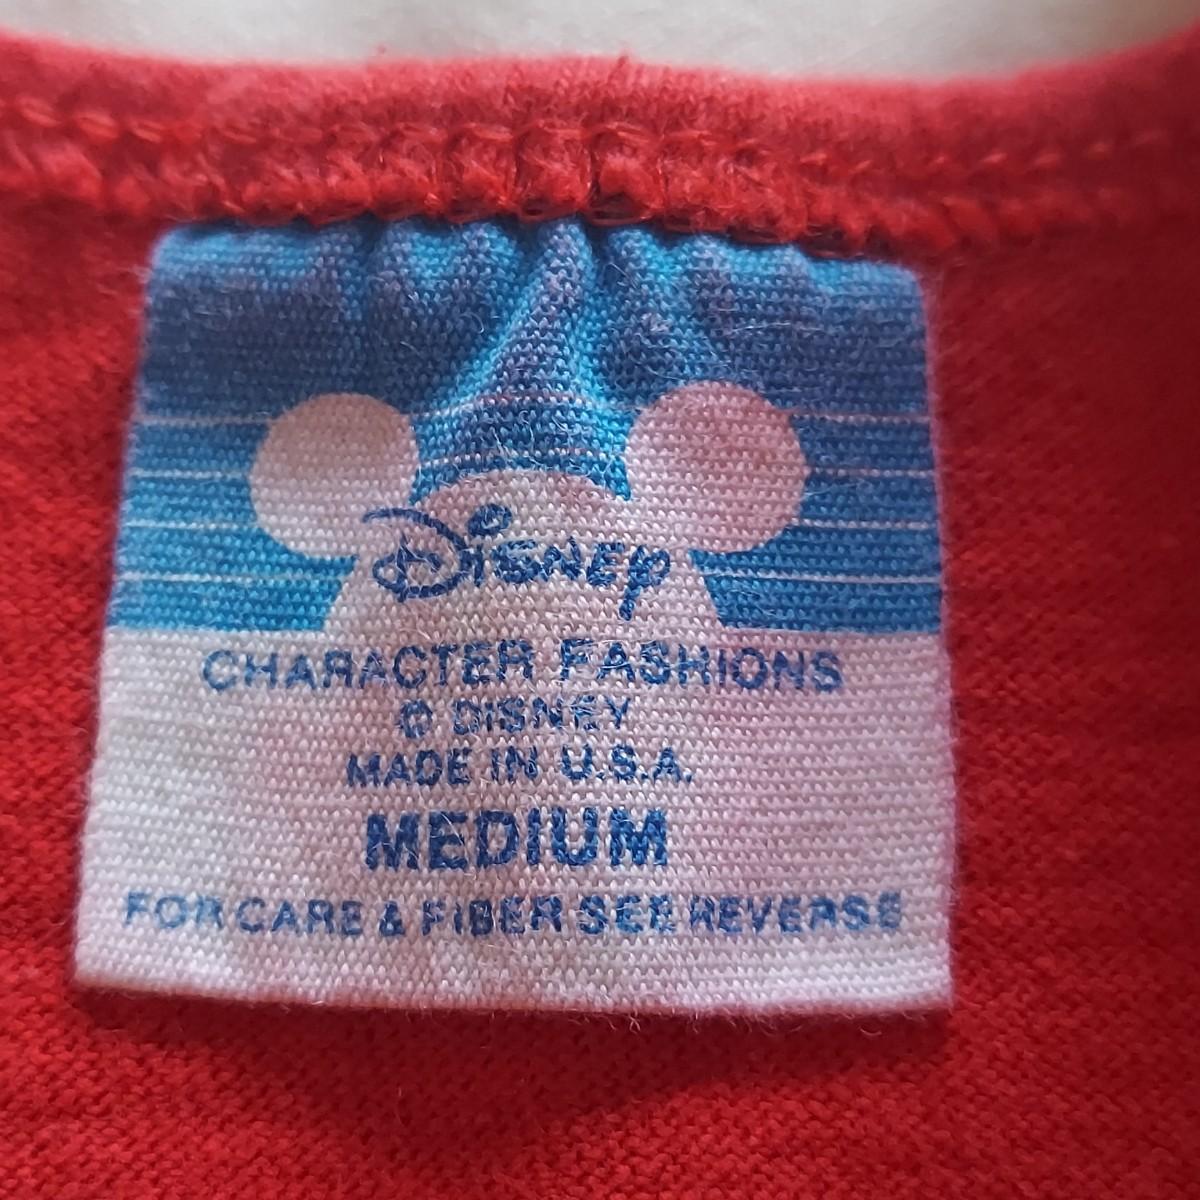 Disney
CHARACTER FASHIONS
© DISNEY
MADE IN U.S.A.
MEDIUM
FOR CARE & FIBER SEE REVERSE